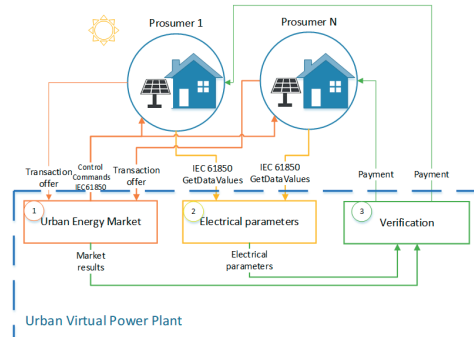 Prosumer 1
Prosumer N
Transaction
offer
Control
Commands
IEC61850
Transaction
offer
IEC 61850
GetDataValues
IEC 61850
GetDataValues
Payment
Payment
1
Urban Energy Market
2
Electrical parameters
3
Verification
Market
results
Electrical
parameters
Urban Virtual Power Plant